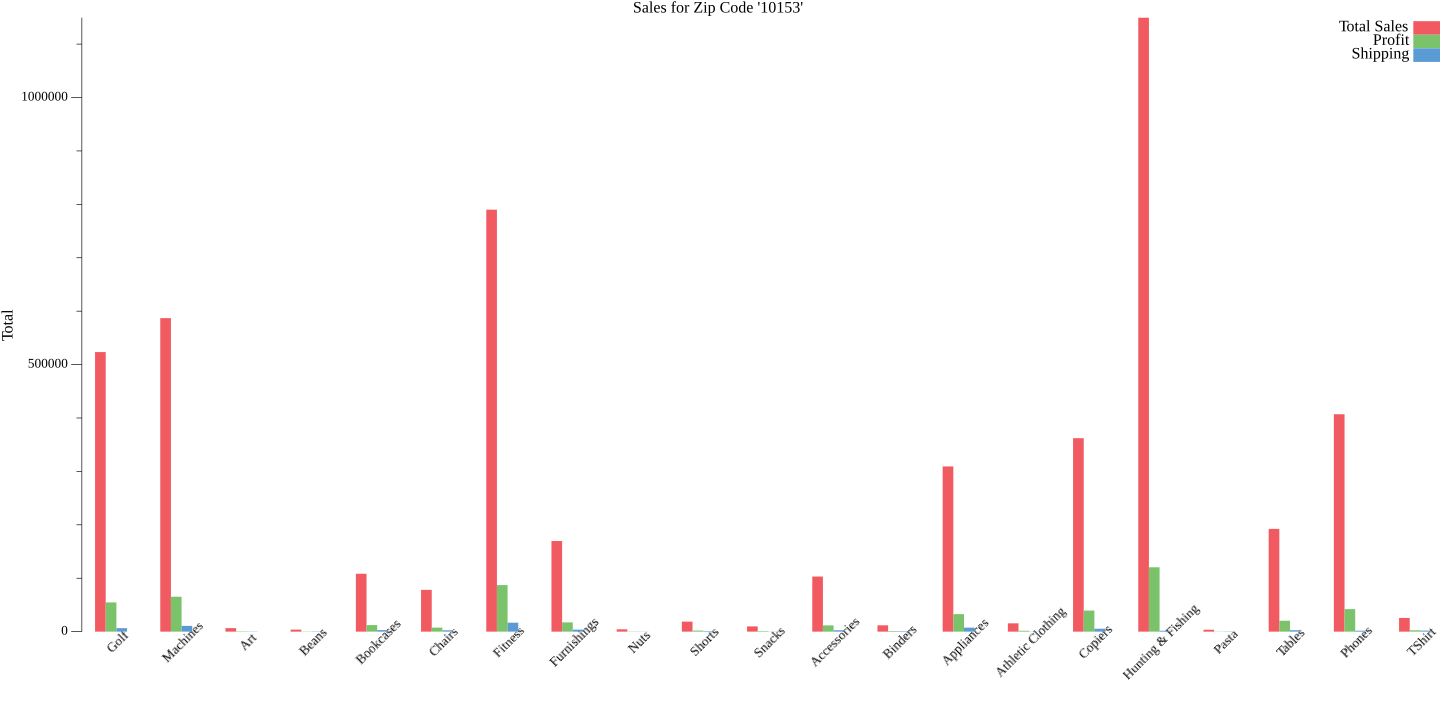 Sales for Zip Code '10153'
Total Sales
Profit
Shipping
Total
1000000
500000
0
Golf
Machines
Art
Beans
Bookcases
Chairs
Fitness
Furnishings
Nuts
Shorts
Snacks
Accessories
Binders
Appliances
Athletic Clothing
Copiers
Hunting & Fishing
Pasta
Tables
Phones
TShirt